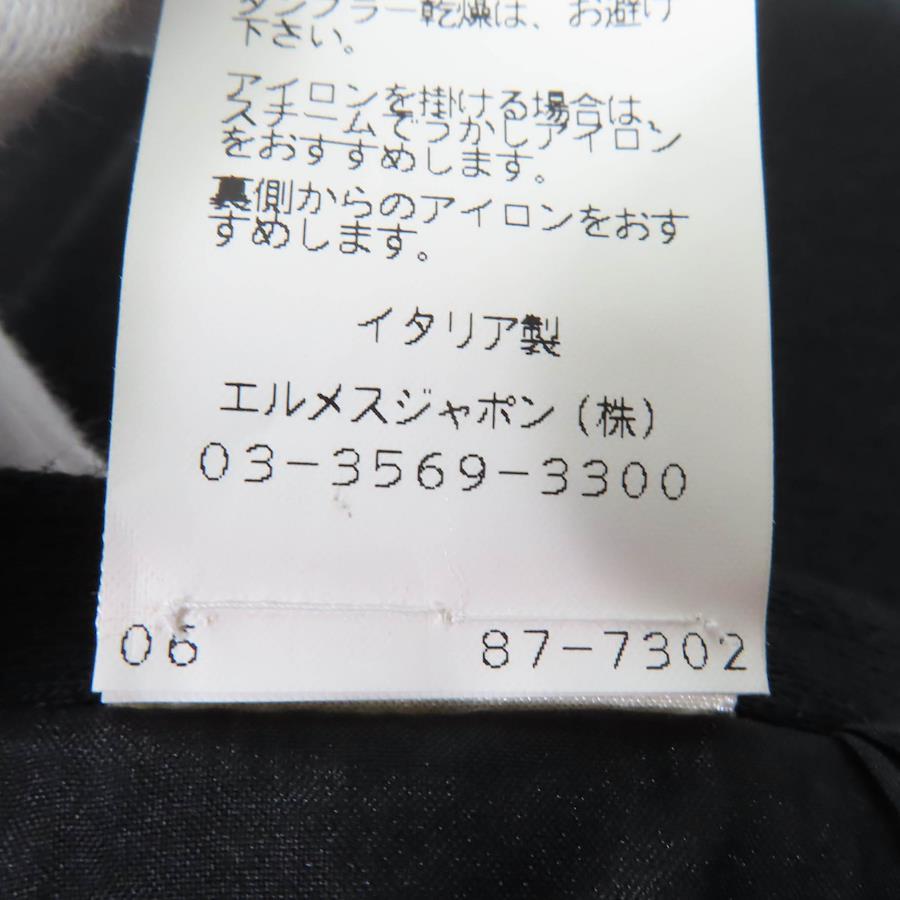 タンブラー乾燥は、お避け
下さい。
アイロンを掛ける場合は、
スチームでうかしアイロン
をおすすめします。
裏側からのアイロンをおす
すめします。
イタリア製
エルメスジャポン(株)
03-3569-3300
06 87-7302